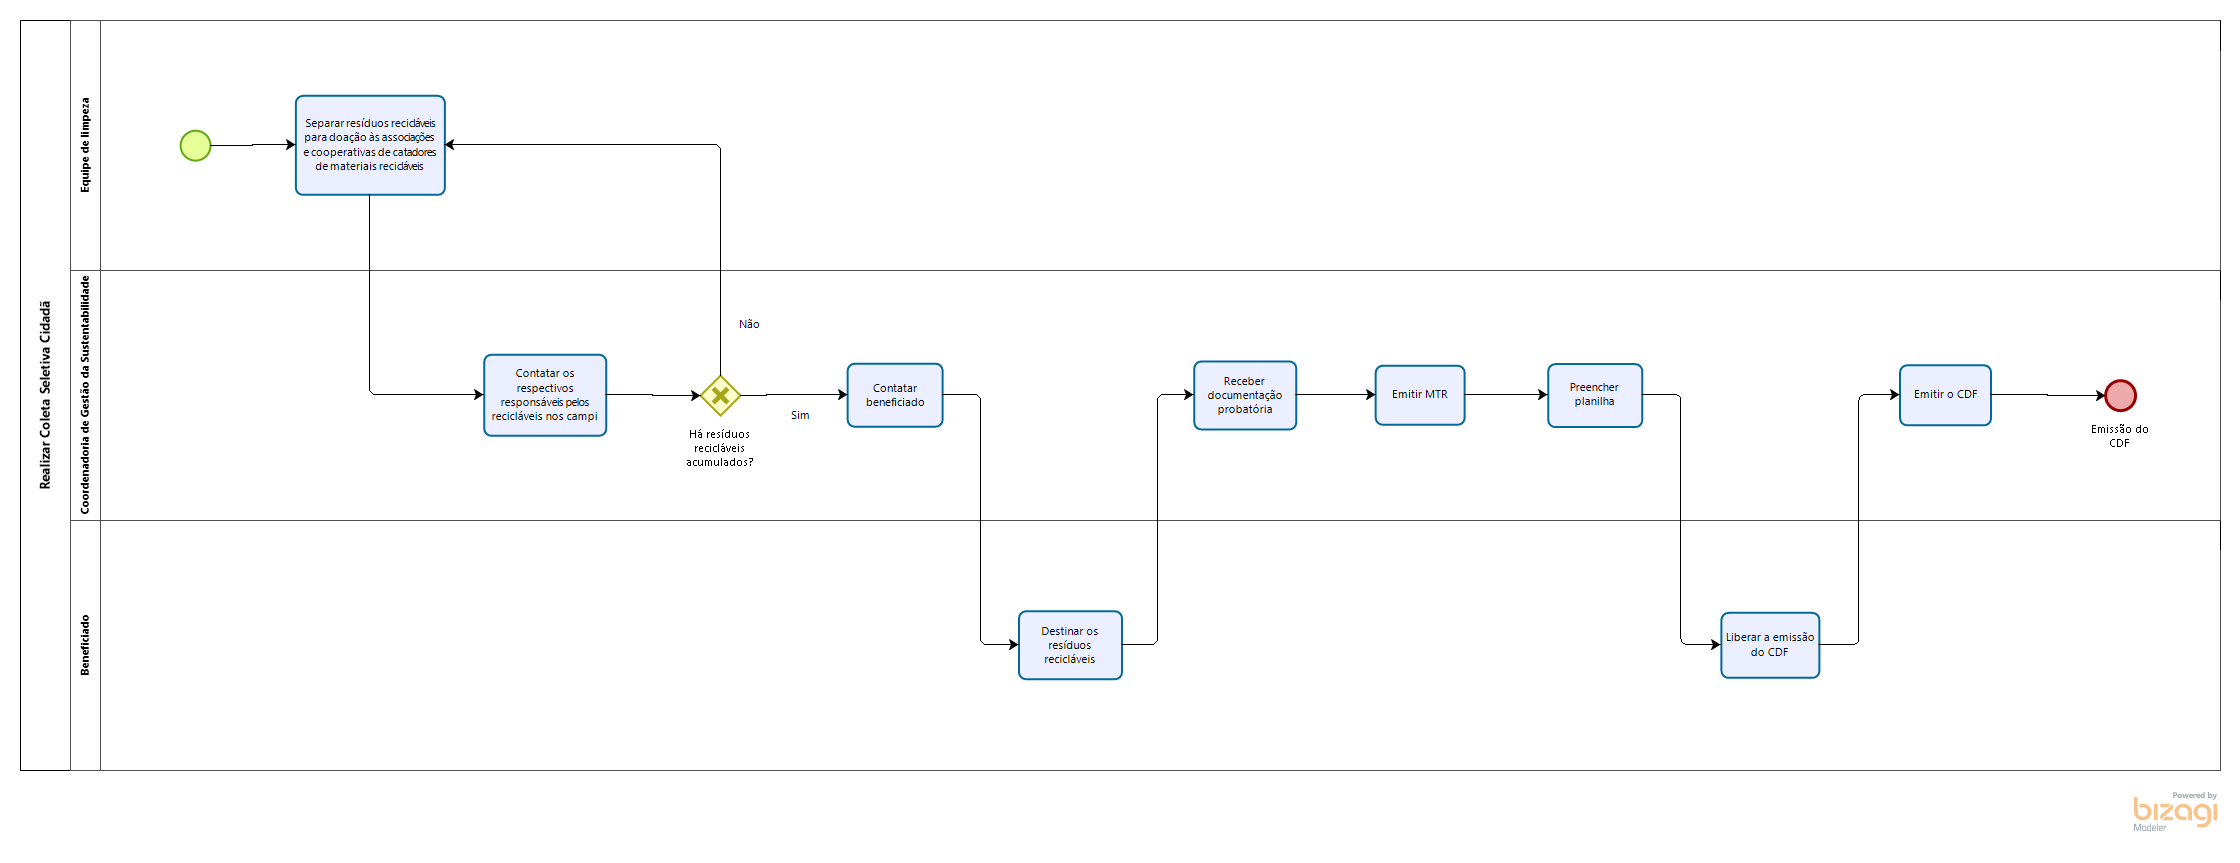 Realizar Coleta Seletiva Cidadã
Equipe de limpeza
Separar resíduos recicláveis
para doação às associações
e cooperativas de catadores
de materiais recicláveis
Coordenadoria de Gestão da Sustentabilidade
Contatar os
respectivos
responsáveis pelos
recicláveis nos campi
Não
Há resíduos
recicláveis
acumulados?
Sim
Contatar
beneficiado
Receber
documentação
probatória
Emitir MTR
Preencher
planilha
Emitir o CDF
Emissão do
CDF
Beneficiado
Destinar os
resíduos
recicláveis
Liberar a emissão
do CDF
Powered by
bizagi
Modeler